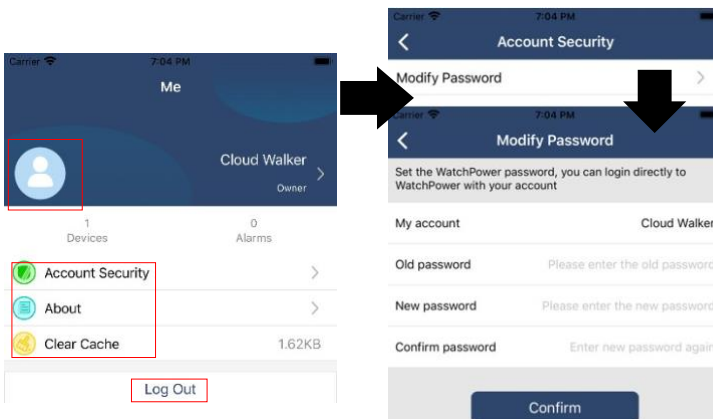 Carrier 7:04 PM
Me
Cloud Walker
Owner
1 0
Devices Alarms
Account Security
About
Clear Cache 1.62KB
Log Out
Carrier 7:04 PM
Account Security
Modify Password
Carrier 7:04 PM
Modify Password
Set the WatchPower password, you can login directly to
WatchPower with your account
My account Cloud Walker
Old password Please enter the old password
New password Please enter the new password
Confirm password Enter new password again
Confirm